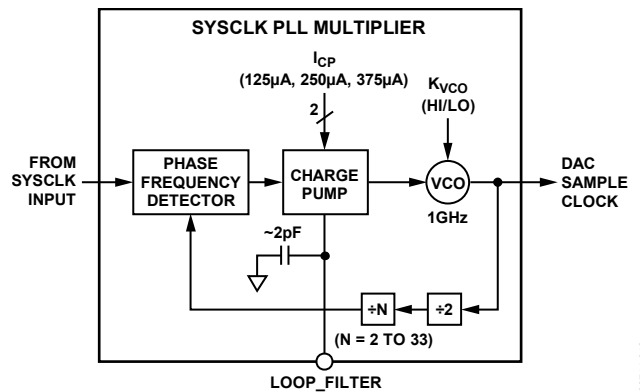 SYSCLK PLL MULTIPLIER
I_CP
(125µA, 250µA, 375µA)
2
K_VCO
(HI/LO)
FROM
SYSCLK
INPUT
PHASE
FREQUENCY
DETECTOR
CHARGE
PUMP
VCO
1GHz
DAC
SAMPLE
CLOCK
~2pF
÷N
÷2
(N = 2 TO 33)
LOOP_FILTER